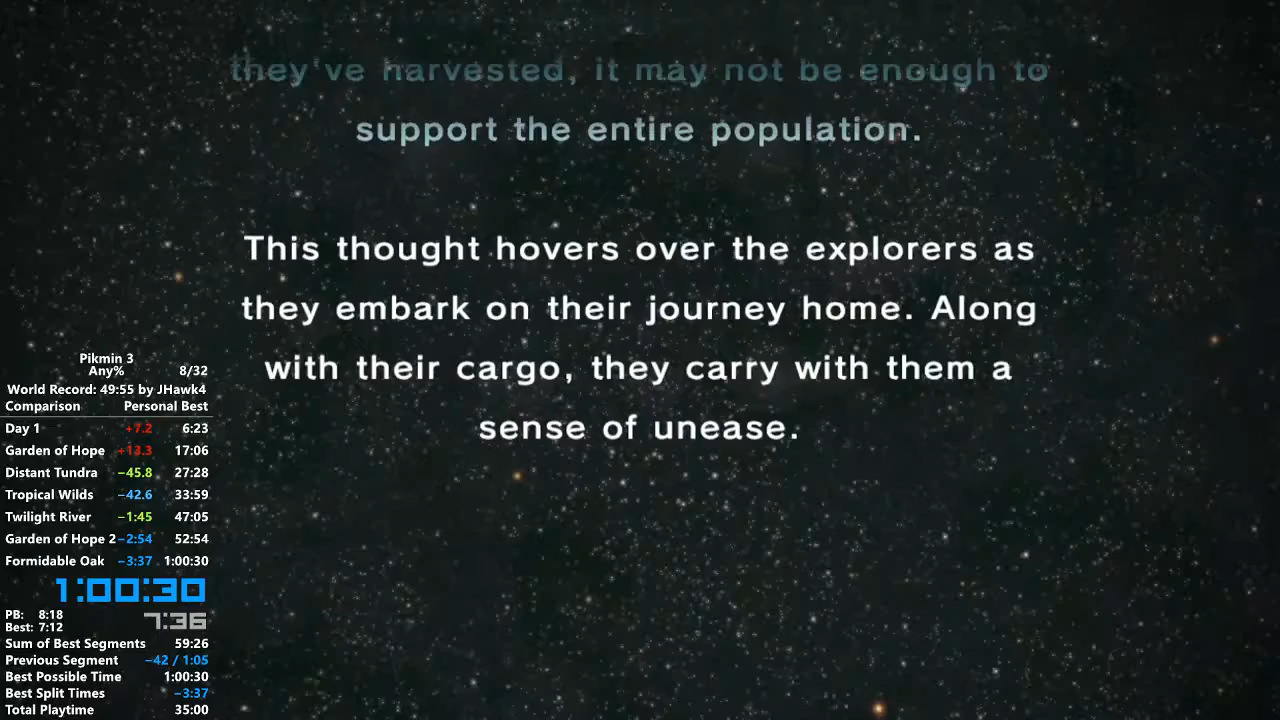 they've harvested, it may not be enough to
support the entire population.
This thought hovers over the explorers as
they embark on their journey home. Along
with their cargo, they carry with them a
sense of unease.
Pikmin 3
Any% 8/32
World Record: 49:55 by JHawk4
Comparison Personal Best
Day 1 +7.2 6:23
Garden of Hope +13.3 17:06
Distant Tundra −45.8 27:28
Tropical Wilds −42.6 33:59
Twilight River −1:45 47:05
Garden of Hope 2 −2:54 52:54
Formidable Oak −3:37 1:00:30
1:00:30
PB: 8:18 7:36
Best: 7:12
Sum of Best Segments 59:26
Previous Segment −42 / 1:05
Best Possible Time 1:00:30
Best Split Times −3:37
Total Playtime 35:00